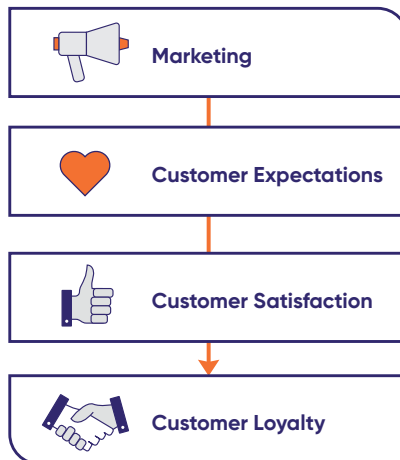 Marketing
Customer Expectations
Customer Satisfaction
Customer Loyalty